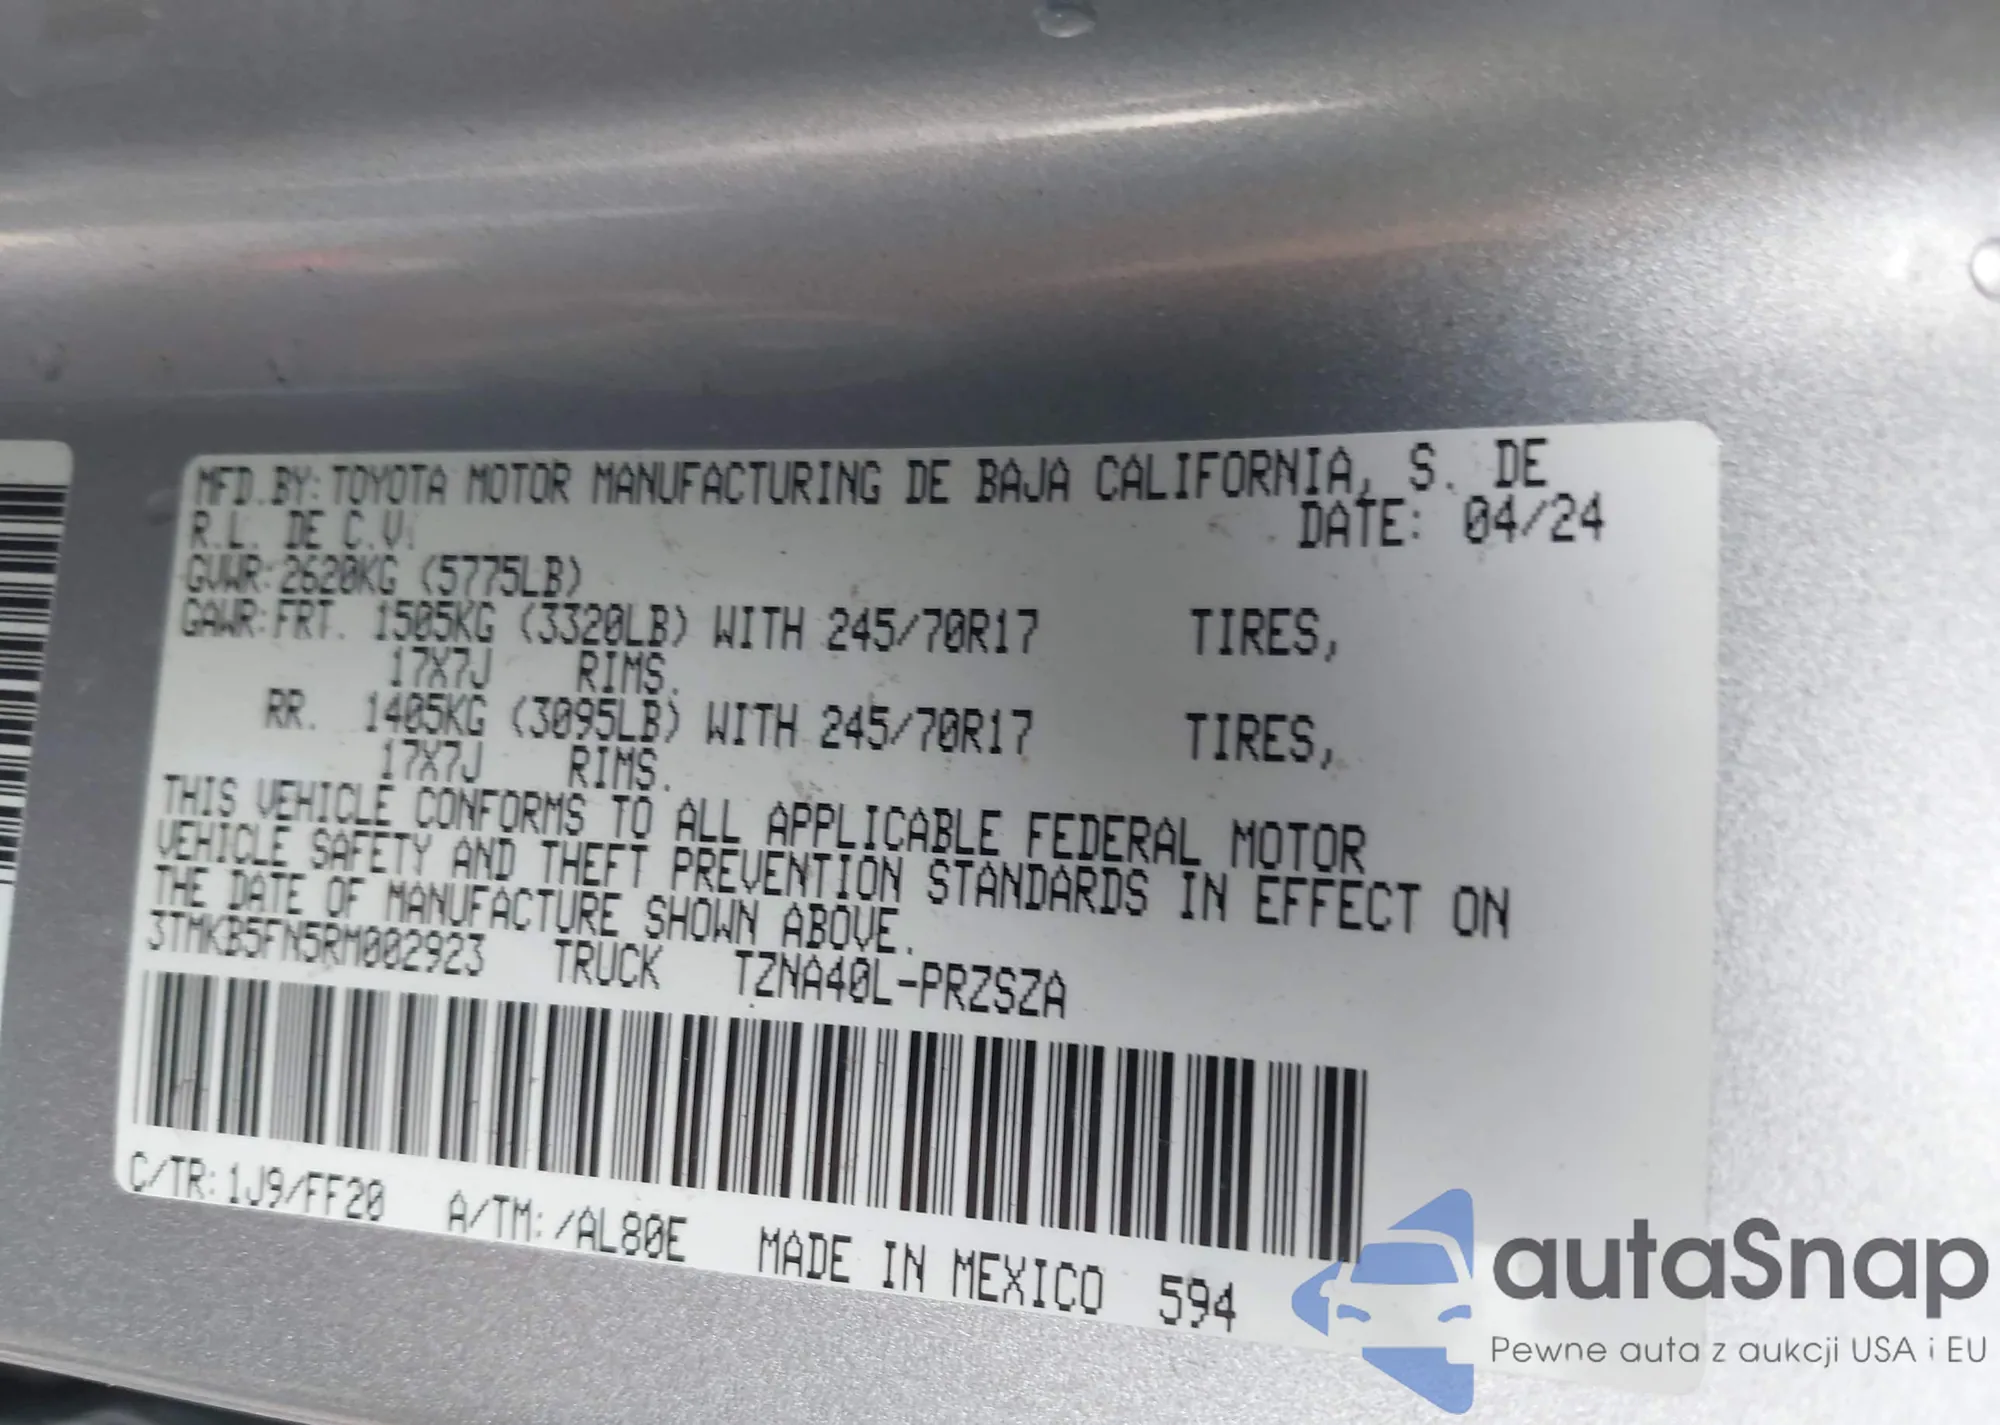 MFD.BY:TOYOTA MOTOR MANUFACTURING DE BAJA CALIFORNIA, S. DE
R.L. DE C.V.
DATE: 04/24
GVWR:2620KG (5775LB)
GAWR:FRT. 1505KG (3320LB) WITH 245/70R17 TIRES,
17X7J RIMS.
RR. 1405KG (3095LB) WITH 245/70R17 TIRES,
17X7J RIMS.
THIS VEHICLE CONFORMS TO ALL APPLICABLE FEDERAL MOTOR
VEHICLE SAFETY AND THEFT PREVENTION STANDARDS IN EFFECT ON
THE DATE OF MANUFACTURE SHOWN ABOVE.
3TMKB5FN5RM002923 TRUCK TZNA40L-PRZSZA
C/TR:1J9/FF20 A/TM:/AL80E MADE IN MEXICO 594
autaSnap
Pewne auta z aukcji USA i EU